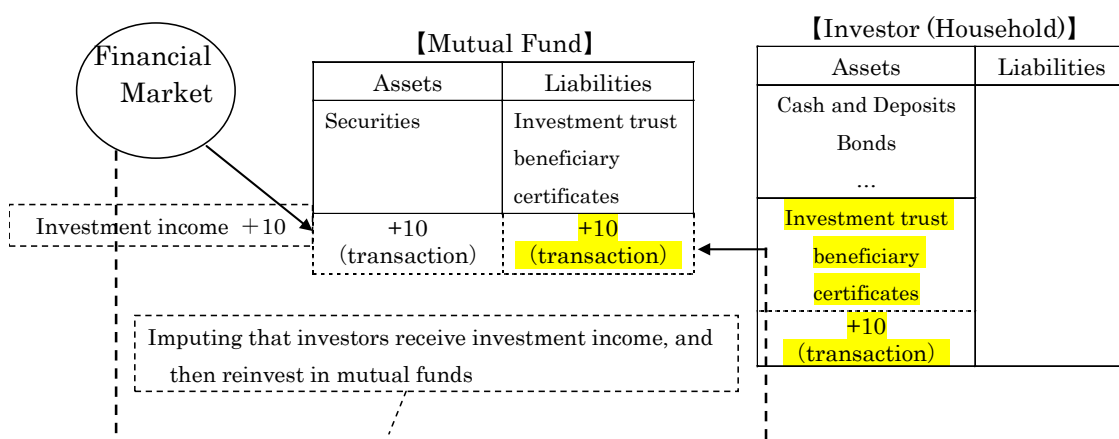 Financial
Market
【Mutual Fund】
Assets Liabilities
Securities Investment trust
beneficiary
certificates
Investment income ＋10
+10
（transaction）
+10
（transaction）
【Investor (Household)】
Assets Liabilities
Cash and Deposits
Bonds
…
Investment trust
beneficiary
certificates
+10
（transaction）
Imputing that investors receive investment income, and
then reinvest in mutual funds